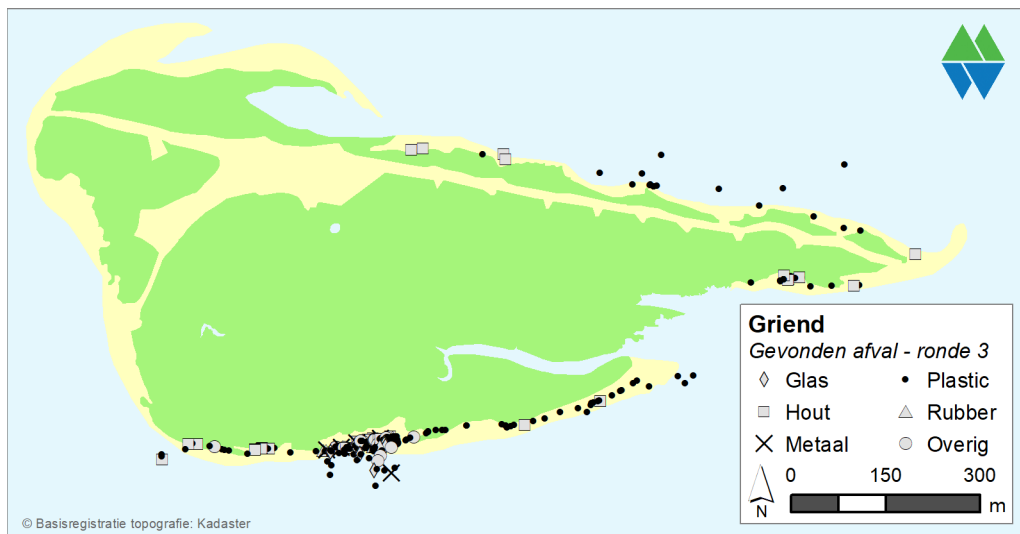 Griend
Gevonden afval - ronde 3
Glas Plastic
Hout Rubber
Metaal Overig
N 0 150 300 m
© Basisregistratie topografie: Kadaster